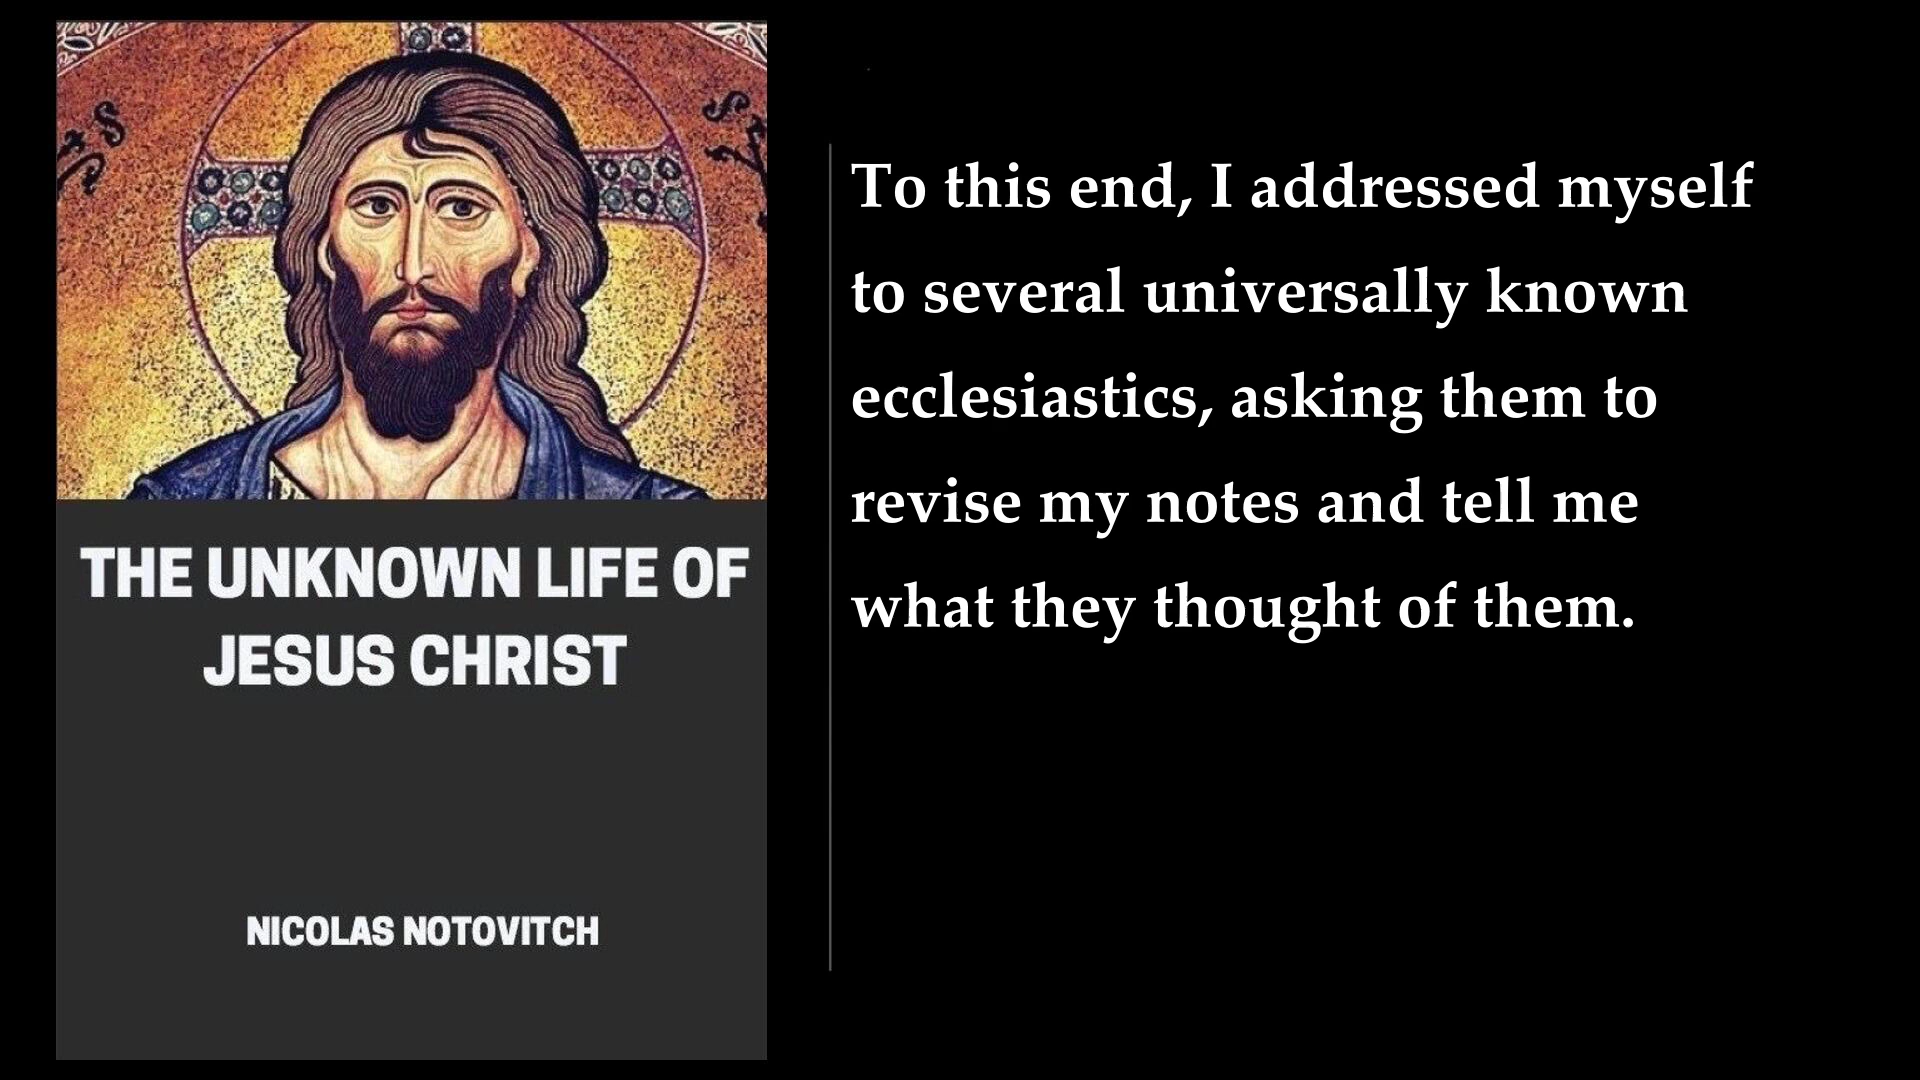 THE UNKNOWN LIFE OF
JESUS CHRIST
NICOLAS NOTOVITCH
To this end, I addressed myself
to several universally known
ecclesiastics, asking them to
revise my notes and tell me
what they thought of them.